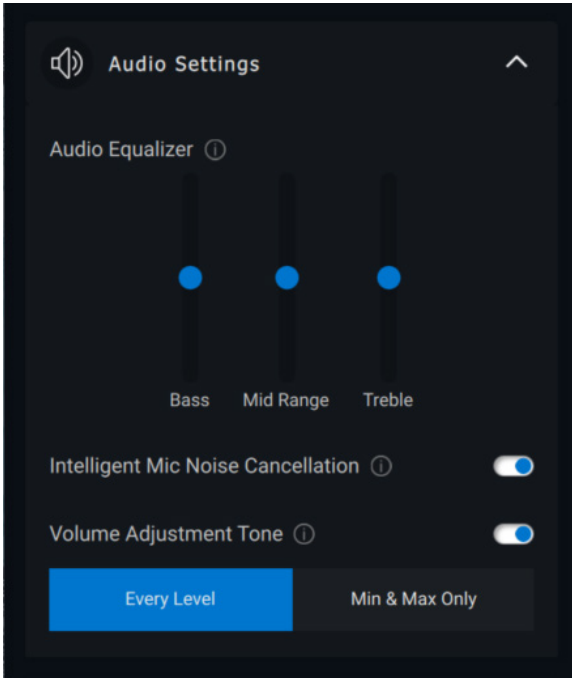 Audio Settings
Audio Equalizer
Bass Mid Range Treble
Intelligent Mic Noise Cancellation
Volume Adjustment Tone
Every Level Min & Max Only